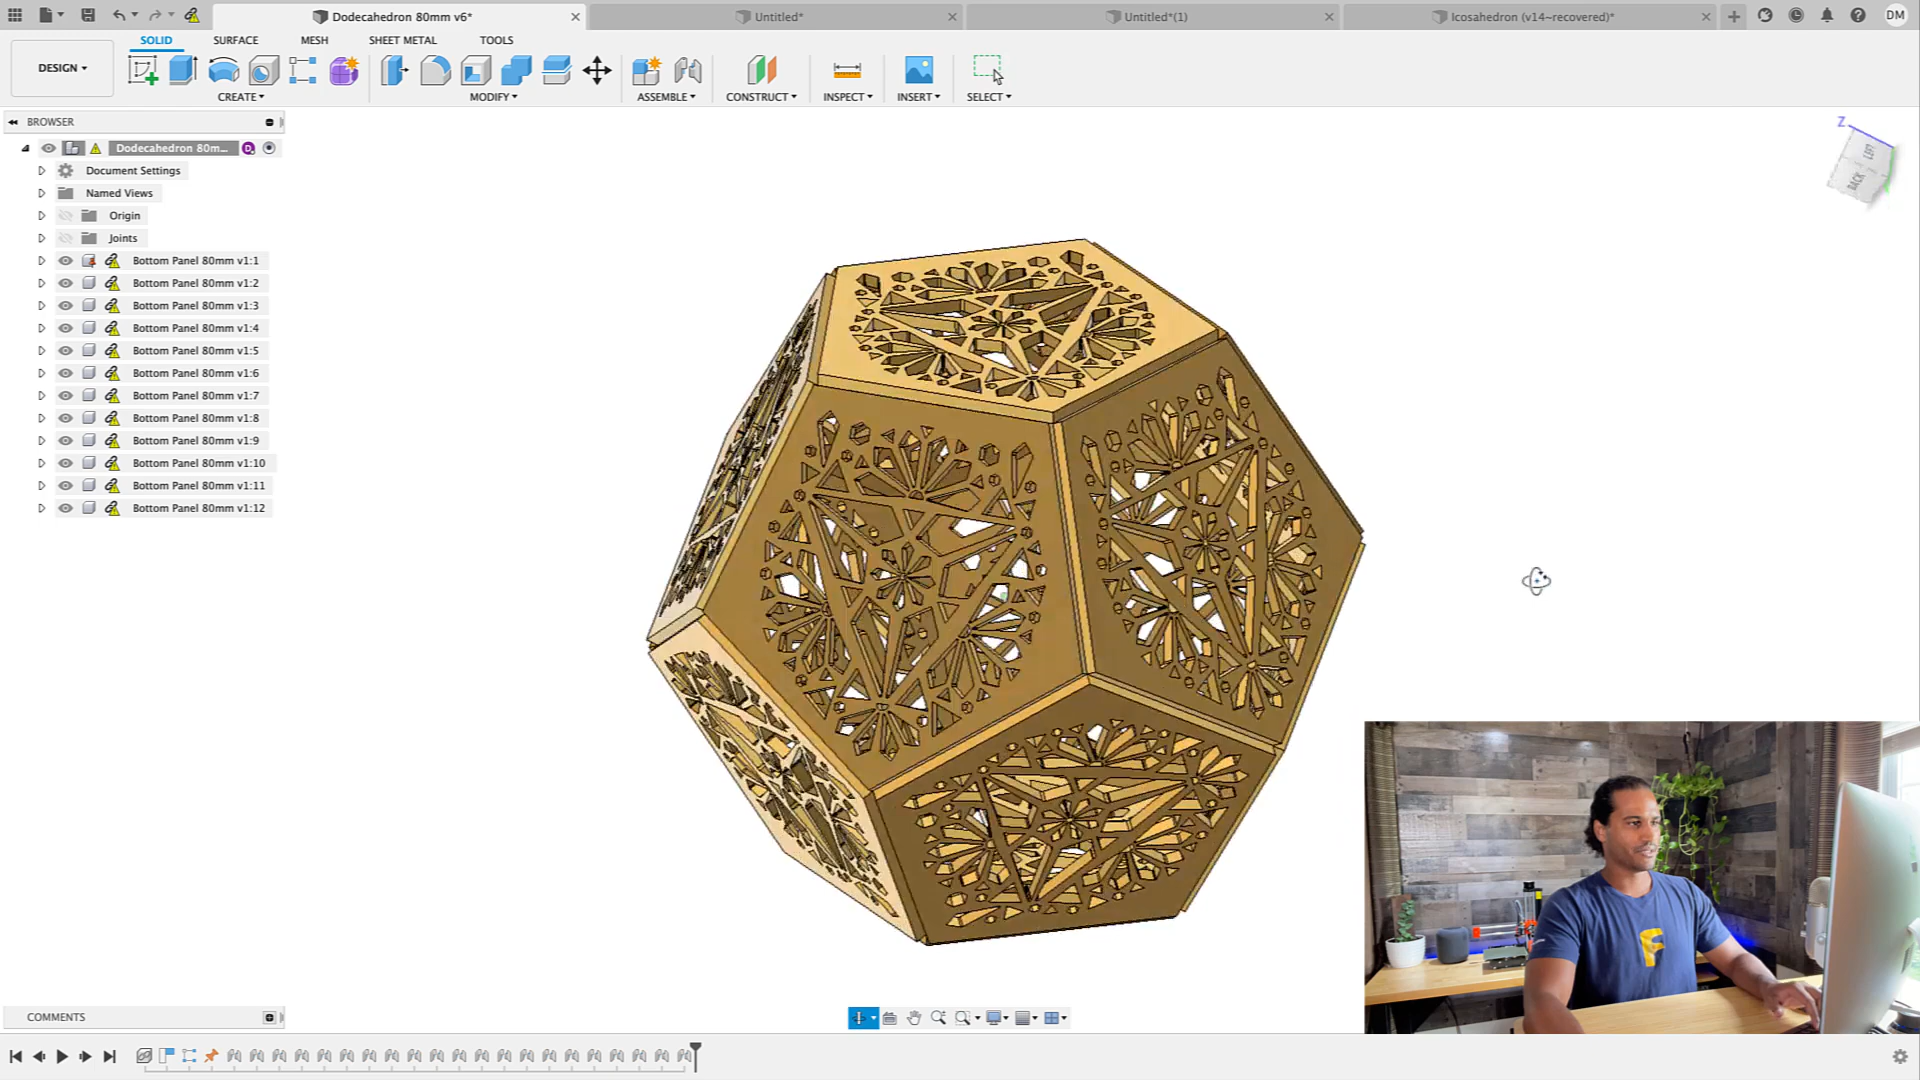 Dodecahedron 80mm v6*
Untitled*
Untitled*(1)
Icosahedron (v14~recovered)*
DM
DESIGN
SOLID
SURFACE
MESH
SHEET METAL
TOOLS
CREATE
MODIFY
ASSEMBLE
CONSTRUCT
INSPECT
INSERT
SELECT
BROWSER
Dodecahedron 80m...
D
Document Settings
Named Views
Origin
Joints
Bottom Panel 80mm v1:1
Bottom Panel 80mm v1:2
Bottom Panel 80mm v1:3
Bottom Panel 80mm v1:4
Bottom Panel 80mm v1:5
Bottom Panel 80mm v1:6
Bottom Panel 80mm v1:7
Bottom Panel 80mm v1:8
Bottom Panel 80mm v1:9
Bottom Panel 80mm v1:10
Bottom Panel 80mm v1:11
Bottom Panel 80mm v1:12
Z
LEFT
BACK
F
COMMENTS